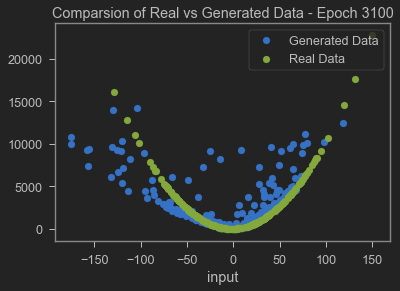 Comparsion of Real vs Generated Data - Epoch 3100
Generated Data
Real Data
20000
15000
10000
5000
0
−150 −100 −50 0 50 100 150
input